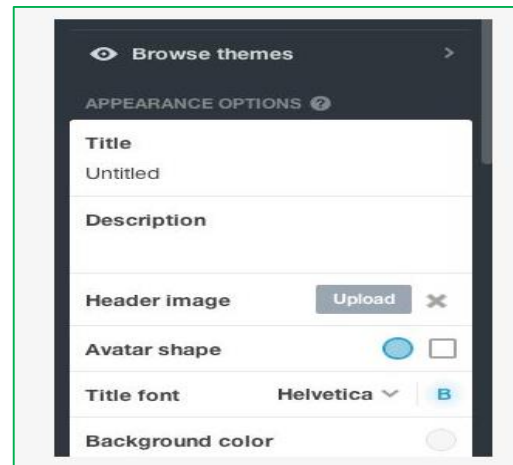 Browse themes
APPEARANCE OPTIONS
Title
Untitled
Description
Header image Upload
Avatar shape
Title font Helvetica B
Background color